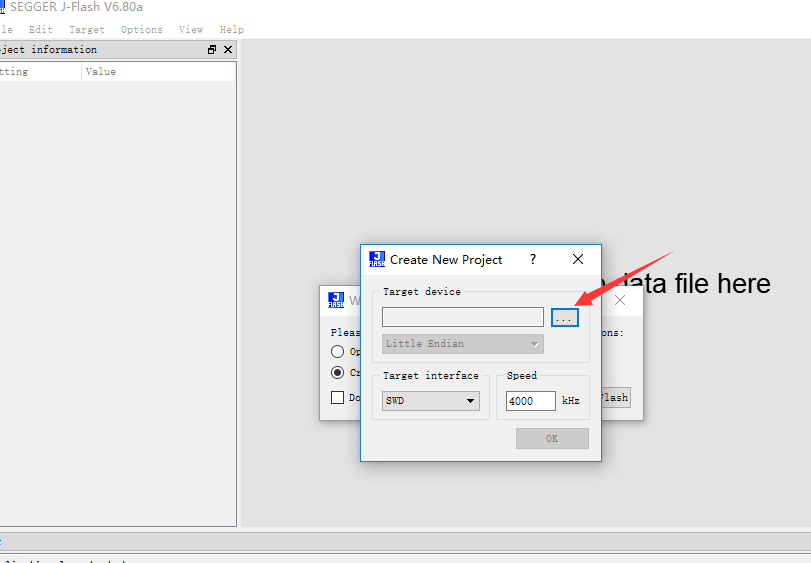 SEGGER J-Flash V6.80a
le Edit Target Options View Help
ject information
tting Value
data file here
Create New Project ?
Target device
...
Little Endian
Target interface Speed
SWD 4000 kHz
OK
W
Pleas ons:
Op
Cr
Do Flash